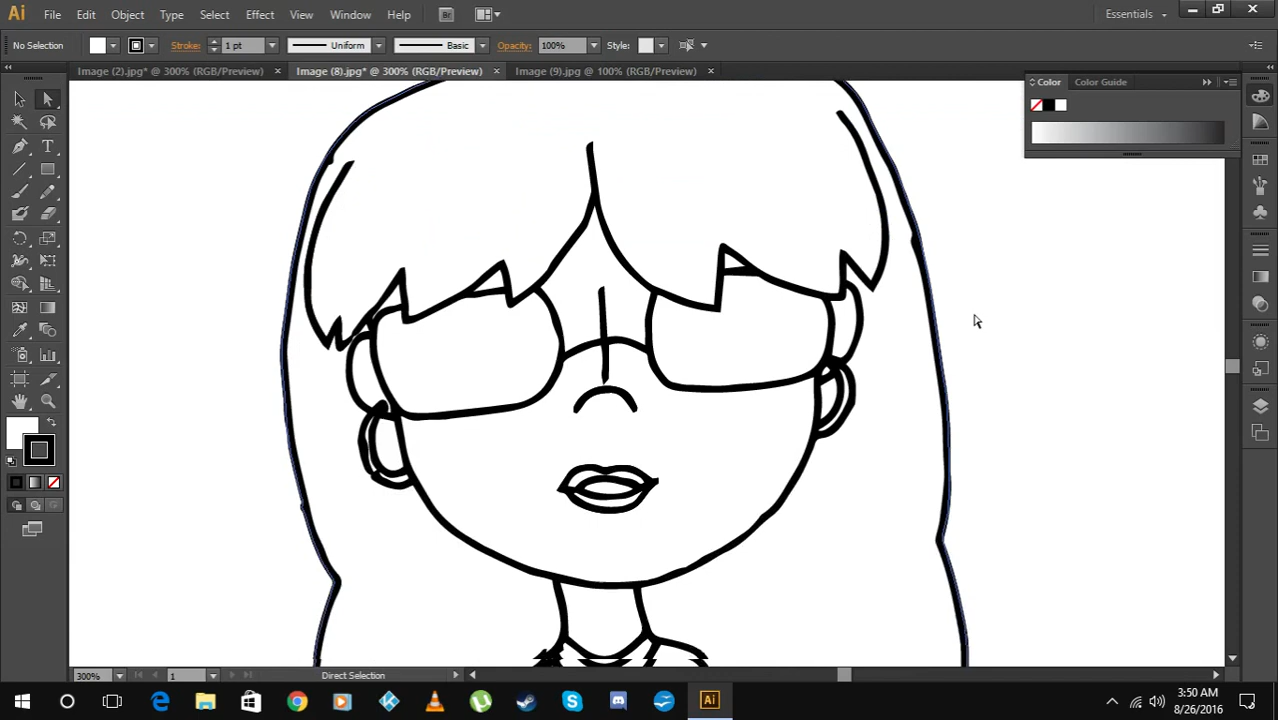 Ai File Edit Object Type Select Effect View Window Help Br Essentials
No Selection Stroke: 1 pt Uniform Basic Opacity: 100% Style:
Image (2).jpg* @ 300% (RGB/Preview) × Image (8).jpg* @ 300% (RGB/Preview) × Image (9).jpg @ 100% (RGB/Preview) ×
Color Color Guide
300% 1 Direct Selection
Ai 3:50 AM
8/26/2016